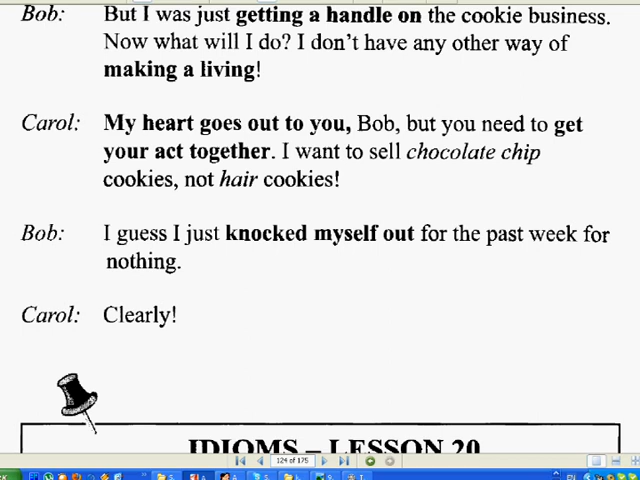 Bob: But I was just getting a handle on the cookie business.
Now what will I do? I don't have any other way of
making a living!
Carol: My heart goes out to you, Bob, but you need to get
your act together. I want to sell chocolate chip
cookies, not hair cookies!
Bob: I guess I just knocked myself out for the past week for
nothing.
Carol: Clearly!
IDIOMS – LESSON 20
124 of 175
EN